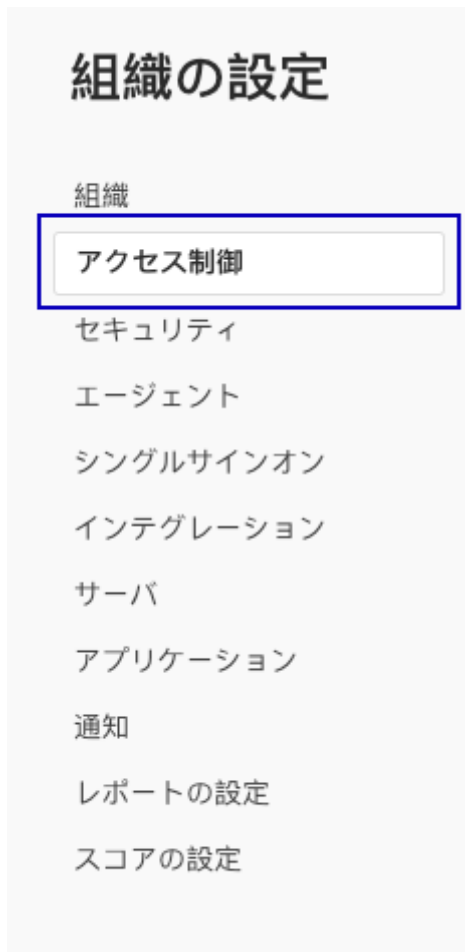 組織の設定
組織
アクセス制御
セキュリティ
エージェント
シングルサインオン
インテグレーション
サーバ
アプリケーション
通知
レポートの設定
スコアの設定